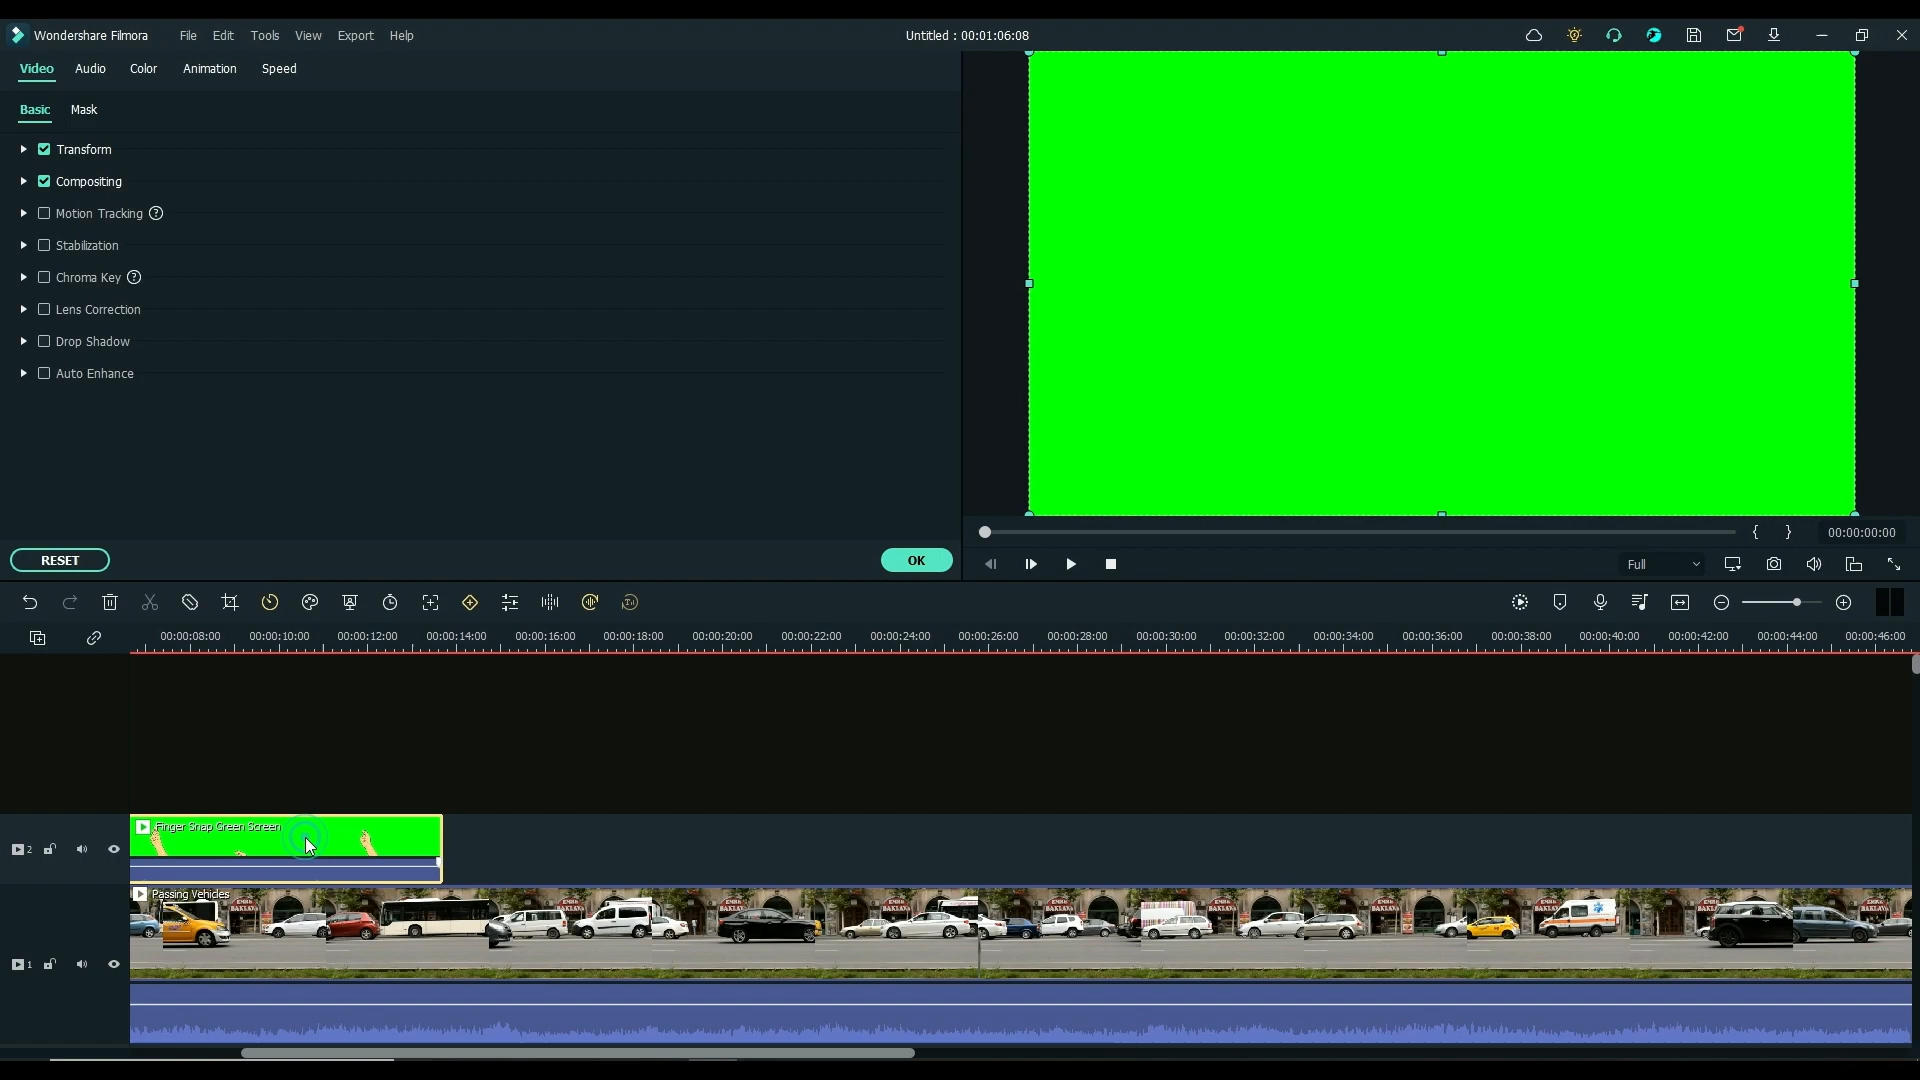 Wondershare Filmora File Edit Tools View Export Help Untitled : 00:01:06:08
Video Audio Color Animation Speed
Basic Mask
Transform
Compositing
Motion Tracking ?
Stabilization
Chroma Key ?
Lens Correction
Drop Shadow
Auto Enhance
{ } 00:00:00:00
RESET OK
Full
00:00:08:00 00:00:10:00 00:00:12:00 00:00:14:00 00:00:16:00 00:00:18:00 00:00:20:00 00:00:22:00 00:00:24:00 00:00:26:00 00:00:28:00 00:00:30:00 00:00:32:00 00:00:34:00 00:00:36:00 00:00:38:00 00:00:40:00 00:00:42:00 00:00:44:00 00:00:46:00
Finger Snap Green Screen
2
Passing Vehicles
1